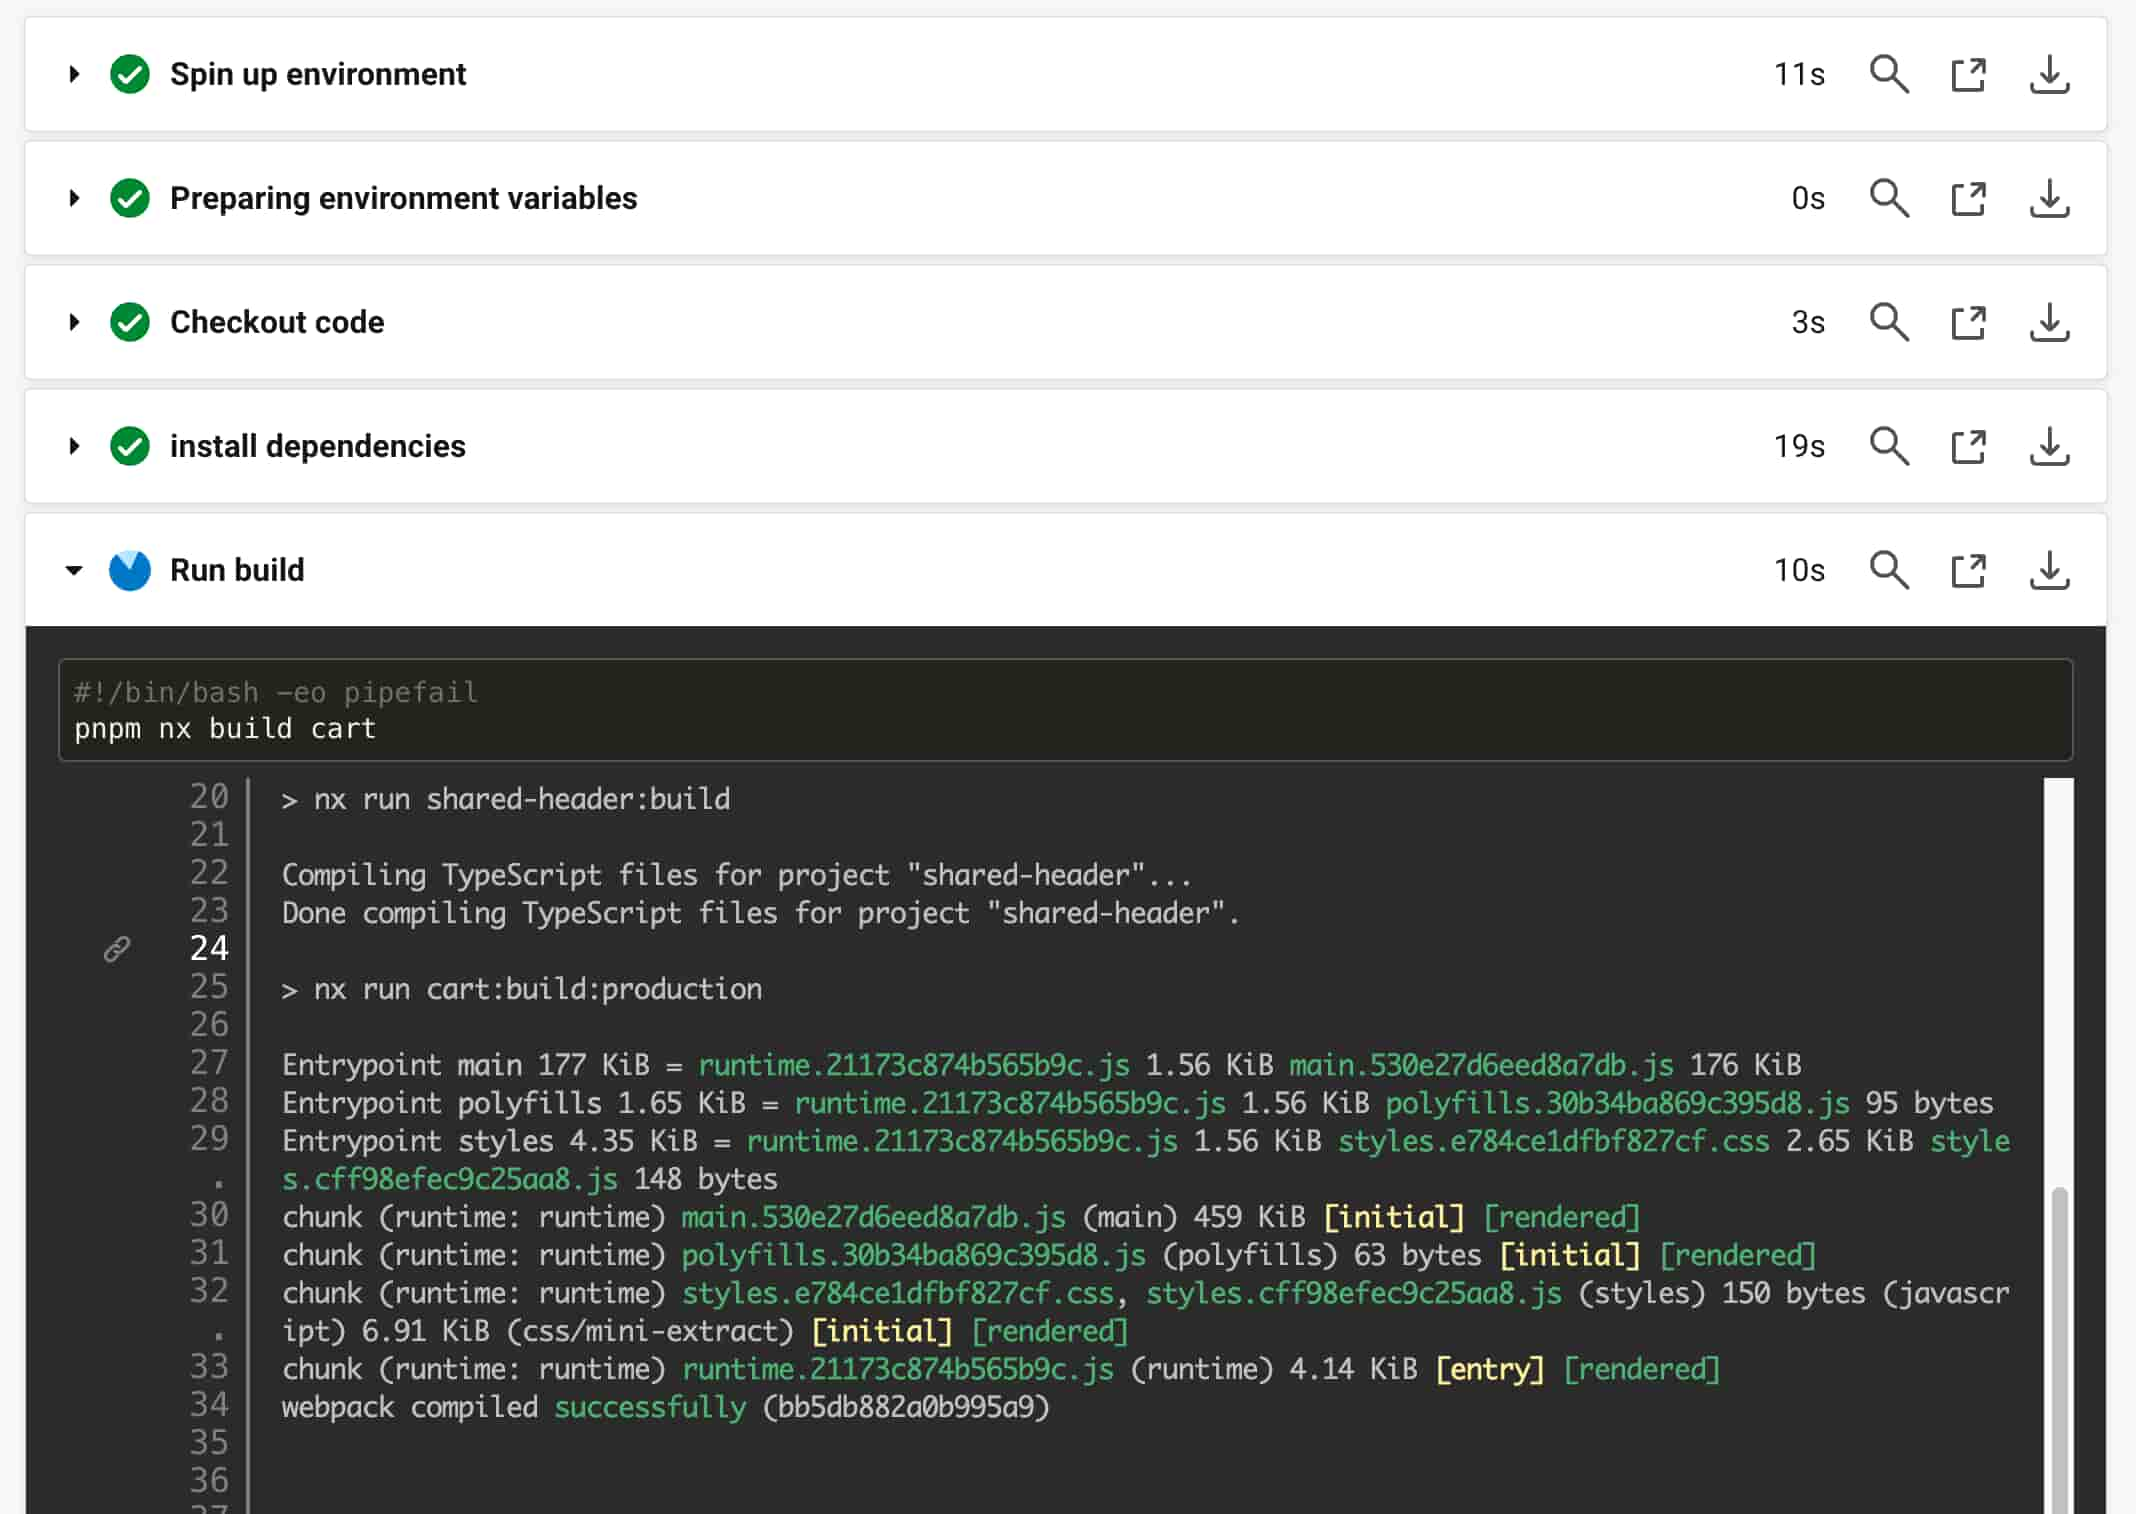 Spin up environment 11s
Preparing environment variables 0s
Checkout code 3s
install dependencies 19s
Run build 10s
#!/bin/bash -eo pipefail
pnpm nx build cart
20 > nx run shared-header:build
21
22 Compiling TypeScript files for project "shared-header"...
23 Done compiling TypeScript files for project "shared-header".
24
25 > nx run cart:build:production
26
27 Entrypoint main 177 KiB = runtime.21173c874b565b9c.js 1.56 KiB main.530e27d6eed8a7db.js 176 KiB
28 Entrypoint polyfills 1.65 KiB = runtime.21173c874b565b9c.js 1.56 KiB polyfills.30b34ba869c395d8.js 95 bytes
29 Entrypoint styles 4.35 KiB = runtime.21173c874b565b9c.js 1.56 KiB styles.e784ce1dfbf827cf.css 2.65 KiB style
. s.cff98efec9c25aa8.js 148 bytes
30 chunk (runtime: runtime) main.530e27d6eed8a7db.js (main) 459 KiB [initial] [rendered]
31 chunk (runtime: runtime) polyfills.30b34ba869c395d8.js (polyfills) 63 bytes [initial] [rendered]
32 chunk (runtime: runtime) styles.e784ce1dfbf827cf.css, styles.cff98efec9c25aa8.js (styles) 150 bytes (javascr
. ipt) 6.91 KiB (css/mini-extract) [initial] [rendered]
33 chunk (runtime: runtime) runtime.21173c874b565b9c.js (runtime) 4.14 KiB [entry] [rendered]
34 webpack compiled successfully (bb5db882a0b995a9)
35
36
37